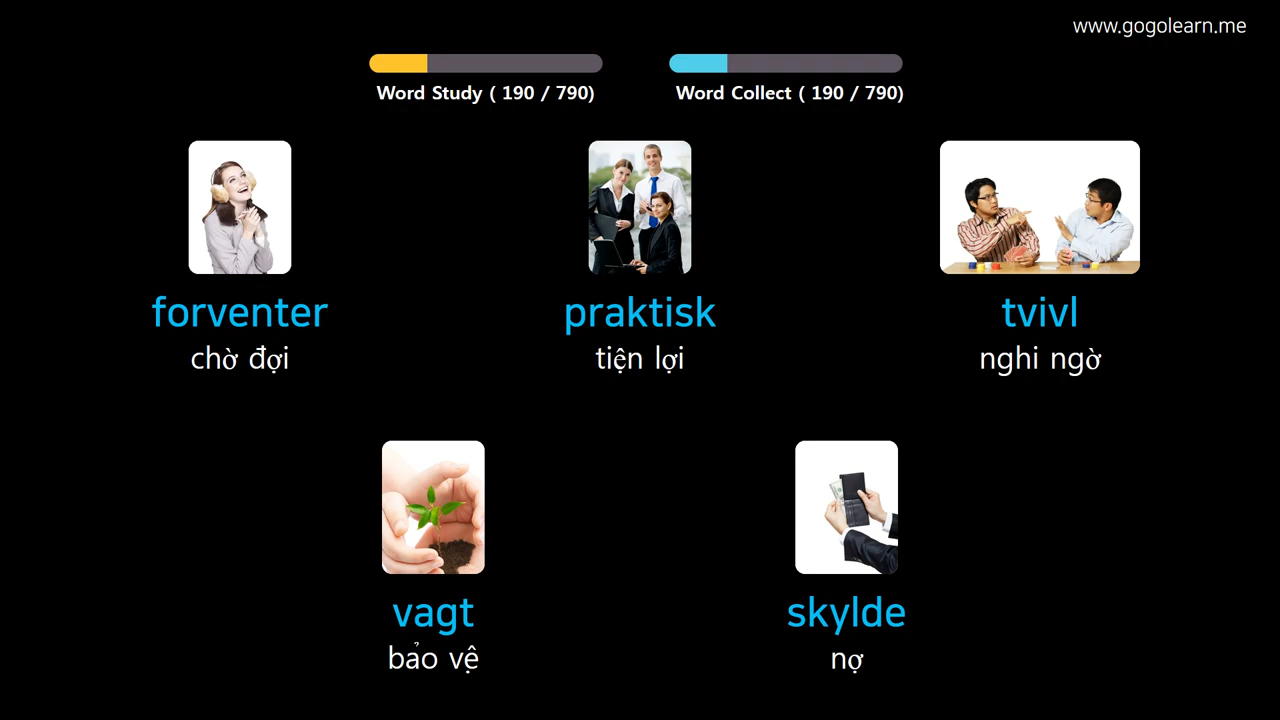 www.gogolearn.me
Word Study ( 190 / 790)
Word Collect ( 190 / 790)
forventer
chờ đợi
praktisk
tiện lợi
tvivl
nghi ngờ
vagt
bảo vệ
skylde
nợ